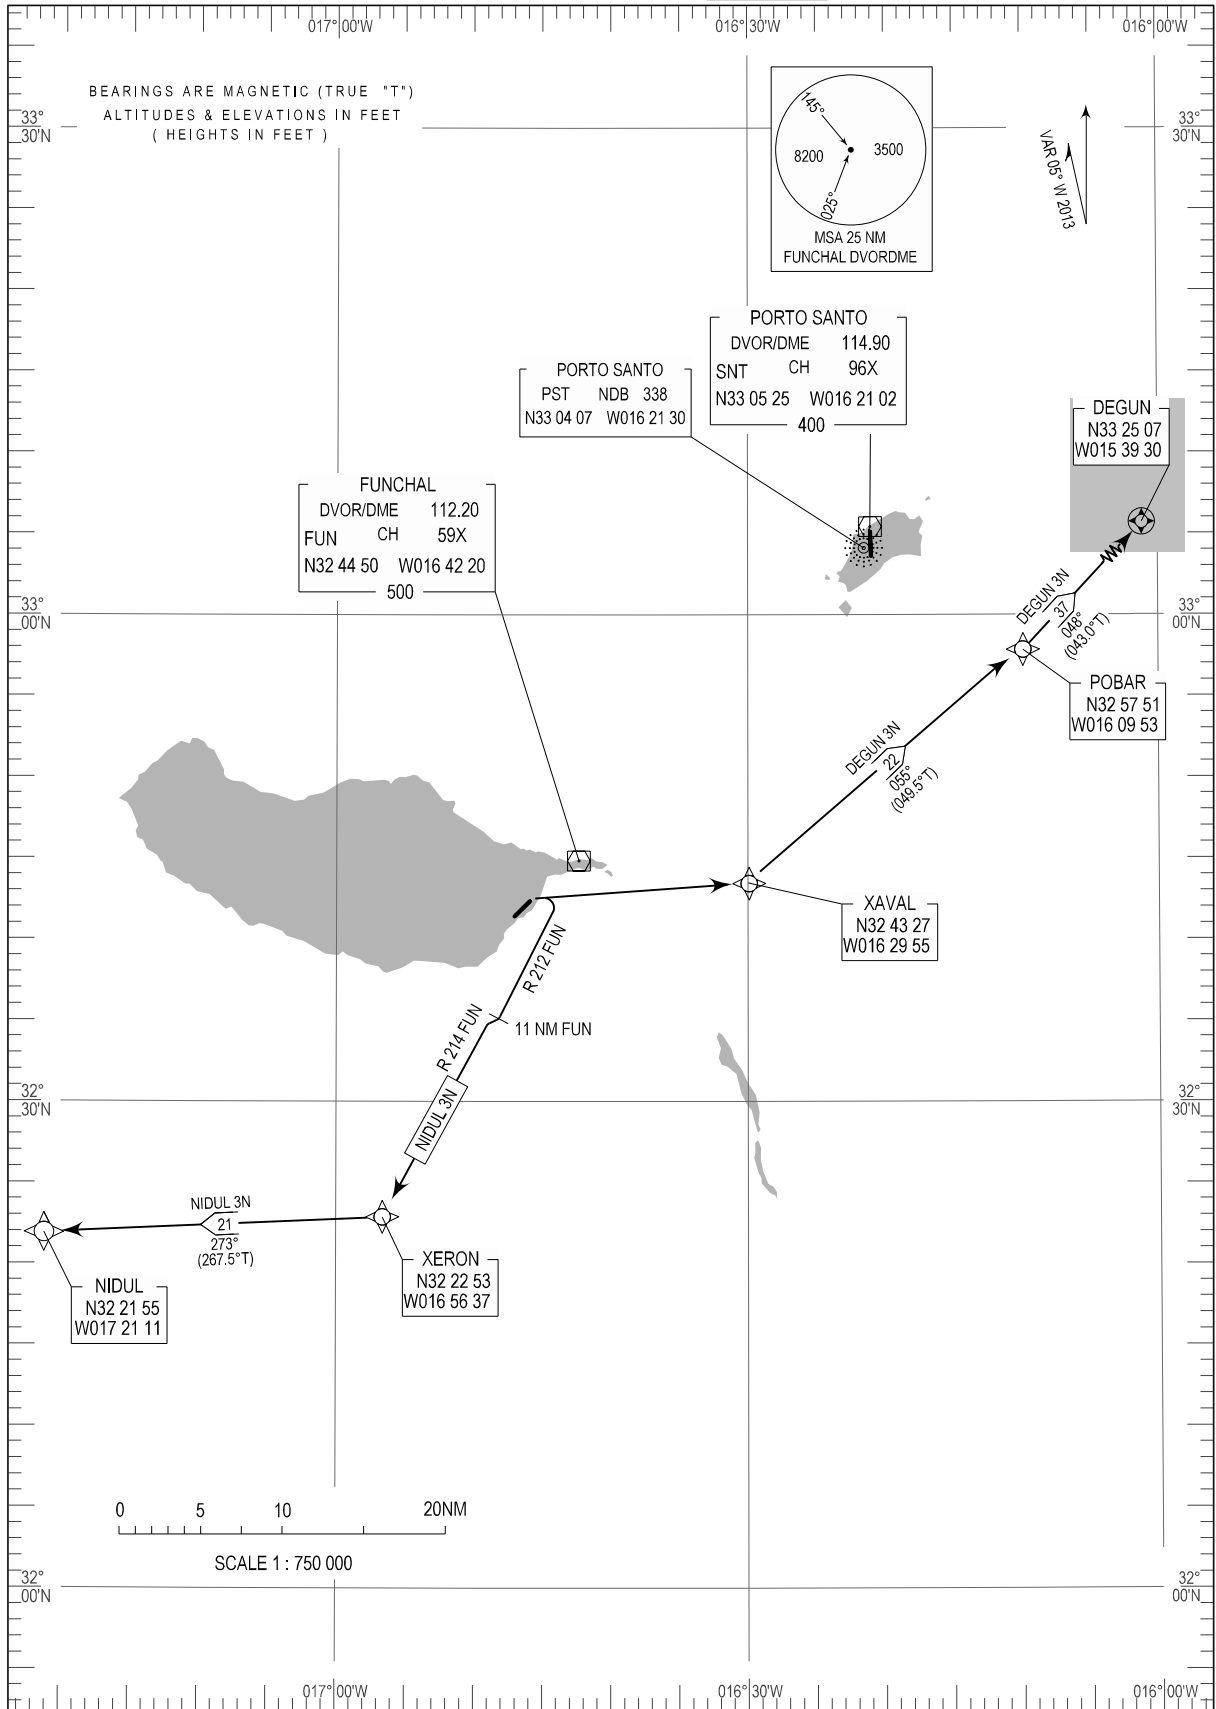 017° 00'W
016° 30'W
016° 00'W
BEARINGS ARE MAGNETIC (TRUE "T")
ALTITUDES & ELEVATIONS IN FEET
( HEIGHTS IN FEET )
33°
30'N
33°
30'N
145°
8200
3500
025°
MSA 25 NM
FUNCHAL DVORDME
VAR 05° W 2013
PORTO SANTO
DVOR/DME 114.90
SNT CH 96X
N33 05 25 W016 21 02
400
PORTO SANTO
PST NDB 338
N33 04 07 W016 21 30
DEGUN
N33 25 07
W015 39 30
FUNCHAL
DVOR/DME 112.20
FUN CH 59X
N32 44 50 W016 42 20
500
33°
00'N
33°
00'N
DEGUN 3N
37
048°
(043.0°T)
POBAR
N32 57 51
W016 09 53
DEGUN 3N
22
055°
(049.5°T)
XAVAL
N32 43 27
W016 29 55
R 212 FUN
11 NM FUN
R 214 FUN
NIDUL 3N
32°
30'N
32°
30'N
NIDUL 3N
21
273°
(267.5°T)
XERON
N32 22 53
W016 56 37
NIDUL
N32 21 55
W017 21 11
0 5 10 20NM
SCALE 1 : 750 000
32°
00'N
32°
00'N
017° 00'W
016° 30'W
016° 00'W